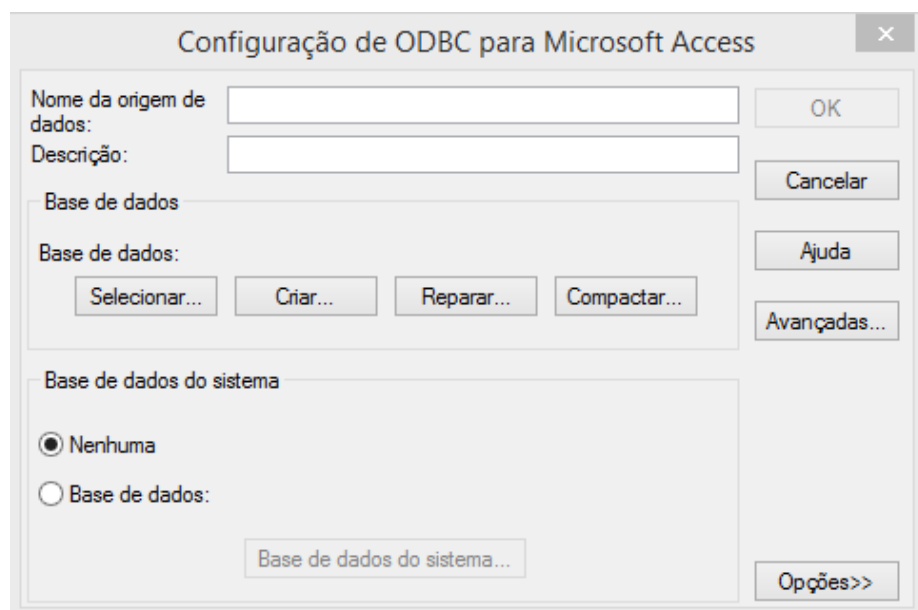 Configuração de ODBC para Microsoft Access
Nome da origem de
dados:
OK
Descrição:
Cancelar
Base de dados
Base de dados:
Ajuda
Selecionar...
Criar...
Reparar...
Compactar...
Avançadas...
Base de dados do sistema
Nenhuma
Base de dados:
Base de dados do sistema...
Opções>>